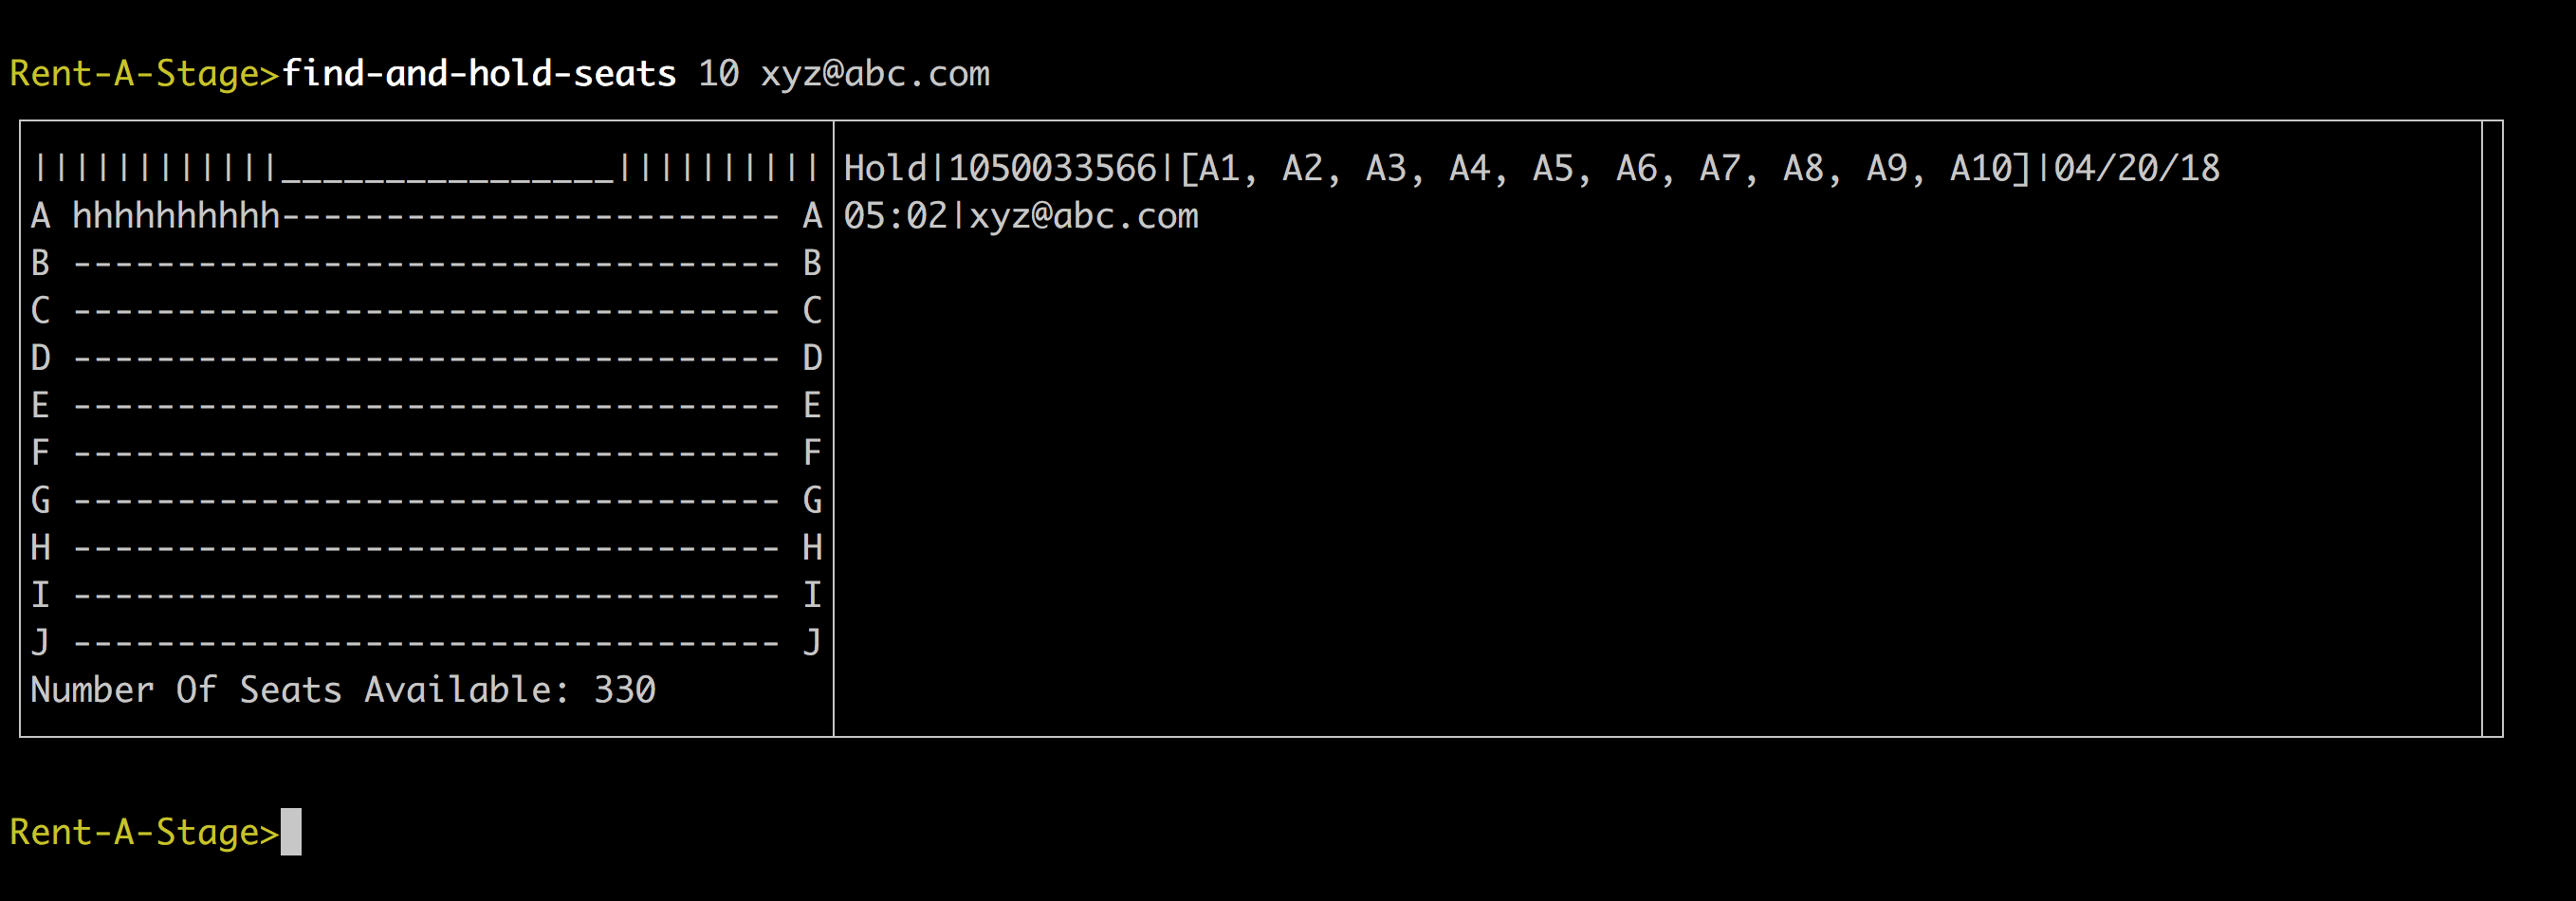 Rent-A-Stage>find-and-hold-seats 10 xyz@abc.com
||||||||||||________________|||||||||| Hold|1050033566|[A1, A2, A3, A4, A5, A6, A7, A8, A9, A10]|04/20/18
A hhhhhhhhhh------------------------ A 05:02|xyz@abc.com
B ---------------------------------- B
C ---------------------------------- C
D ---------------------------------- D
E ---------------------------------- E
F ---------------------------------- F
G ---------------------------------- G
H ---------------------------------- H
I ---------------------------------- I
J ---------------------------------- J
Number Of Seats Available: 330
Rent-A-Stage>